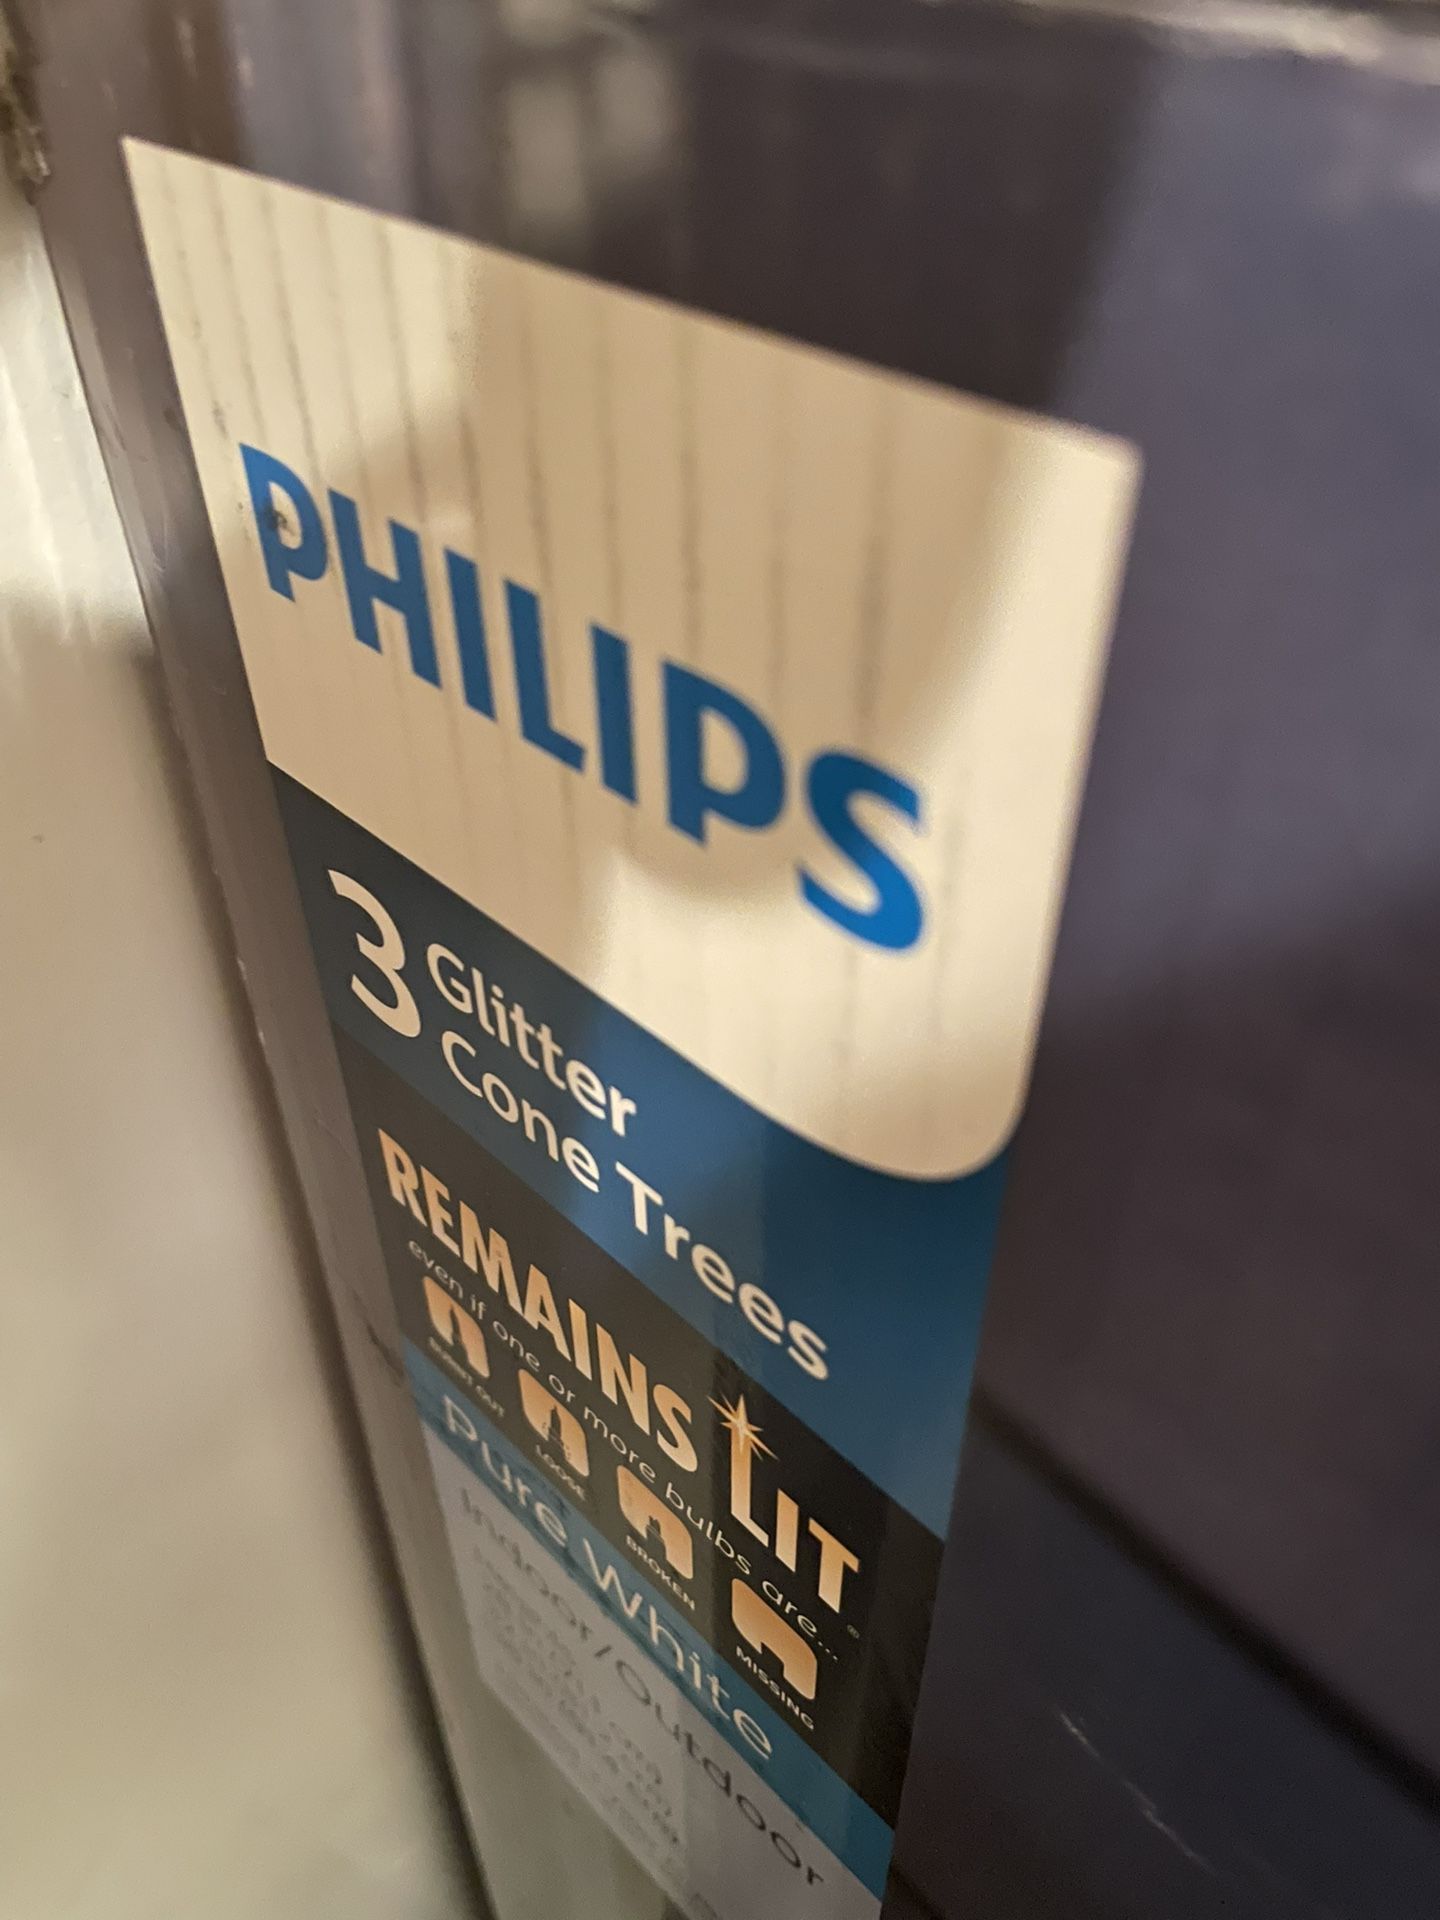 PHILIPS
3 Glitter
Cone Trees
REMAINS LIT®
even if one or more bulbs are...
BURNT OUT
LOOSE
BROKEN
MISSING
Pure White
Indoor/Outdoor